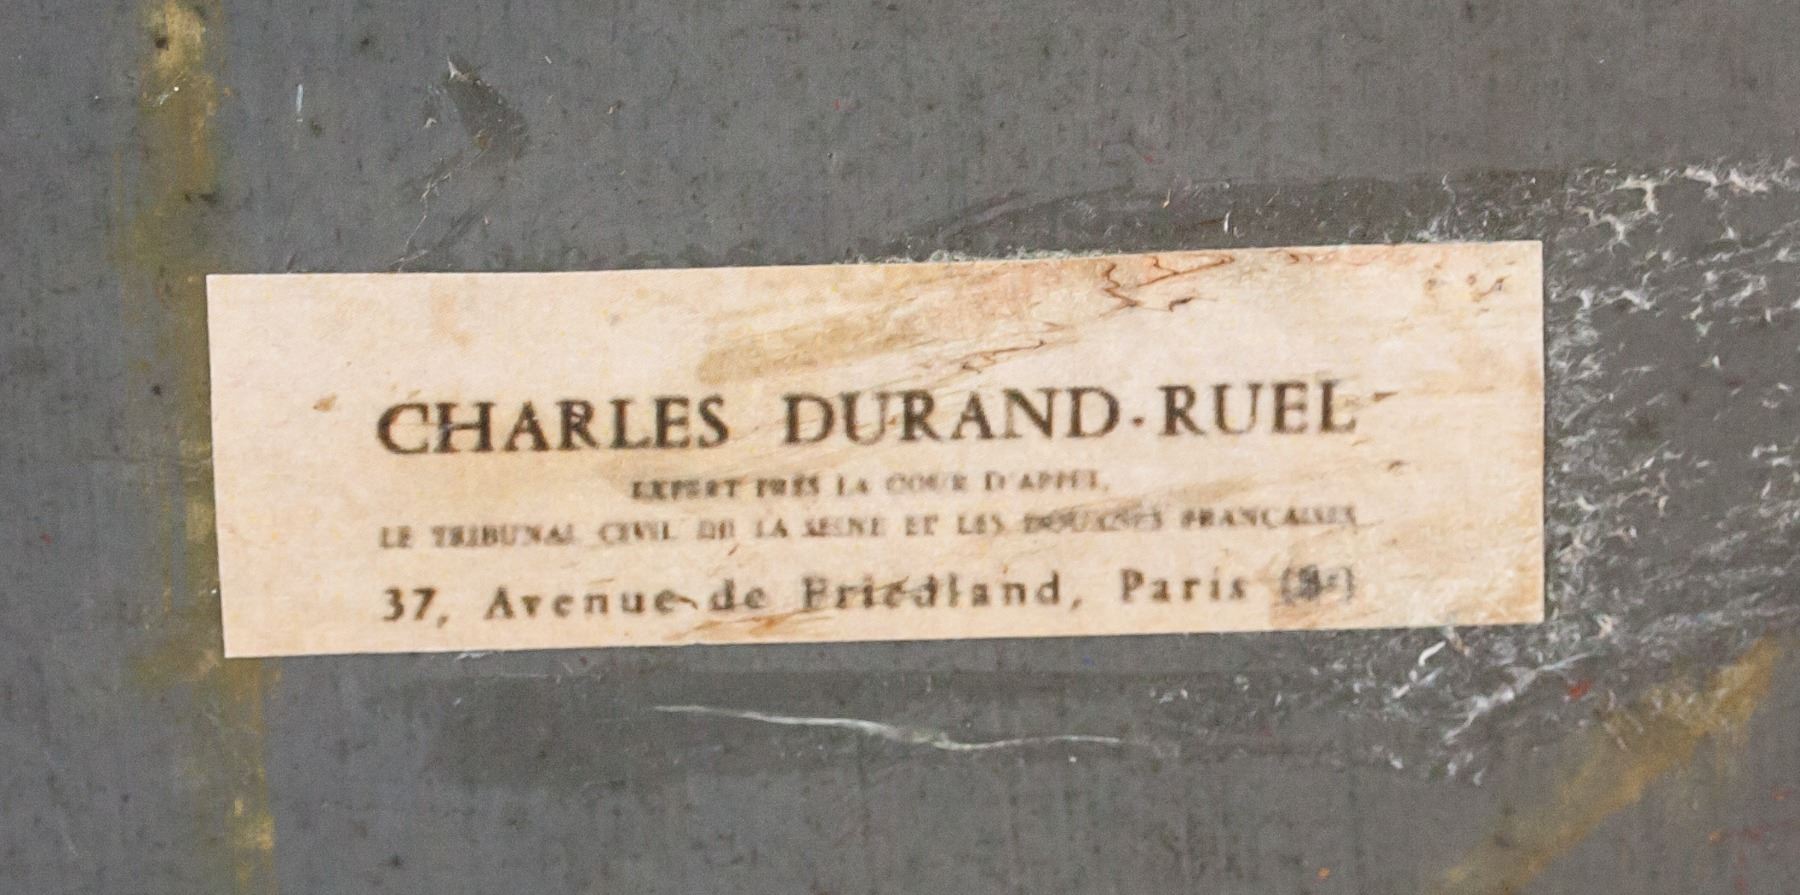 CHARLES DURAND-RUEL
EXPERT PRÈS LA COUR D'APPEL,
LE TRIBUNAL CIVIL DE LA SEINE ET LES DOUANES FRANÇAISES
37, Avenue de Friedland, Paris (8e)